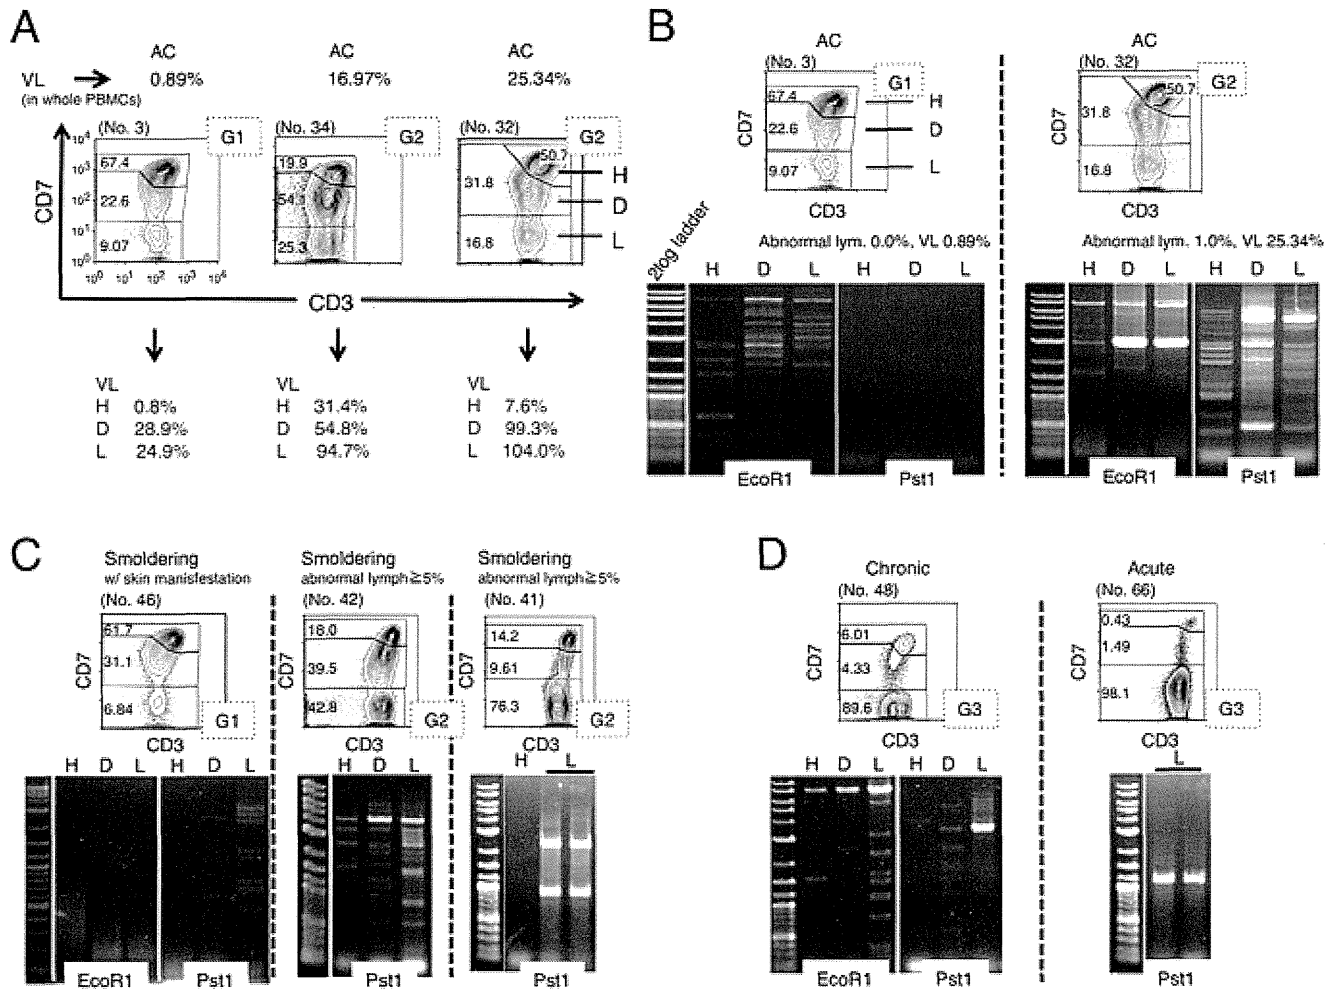 A
AC AC AC
VL → 0.89% 16.97% 25.34%
(in whole PBMCs)
(No. 3) (No. 34) (No. 32)
G1 G2 G2
CD7
10⁴
10³
10²
10¹
10⁰
67.4
22.6
9.07
10⁰ 10¹ 10² 10³ 10⁴
19.9
54.1
25.3
50.7
31.8
16.8
H
D
L
CD3
VL VL VL
H 0.8% H 31.4% H 7.6%
D 28.9% D 54.8% D 99.3%
L 24.9% L 94.7% L 104.0%
B
AC AC
(No. 3) (No. 32)
G1 G2
CD7 CD7
67.4
22.6
9.07
H
D
L
50.7
31.8
16.8
CD3 CD3
Abnormal lym. 0.0%, VL 0.89% Abnormal lym. 1.0%, VL 25.34%
2log ladder
H D L H D L H D L H D L
EcoR1 Pst1 EcoR1 Pst1
C
Smoldering Smoldering Smoldering
w/ skin manisfestation abnormal lymph≧5% abnormal lymph≧5%
(No. 46) (No. 42) (No. 41)
CD7 CD7 CD7
61.7
31.1
6.84
G1
18.0
39.5
42.8
G2
14.2
9.61
76.3
G2
CD3 CD3 CD3
H D L H D L H D L H L
EcoR1 Pst1 Pst1 Pst1
D
Chronic Acute
(No. 48) (No. 66)
CD7 CD7
6.01
4.33
89.6
G3
0.43
1.49
98.1
G3
CD3 CD3
H D L H D L L
EcoR1 Pst1 Pst1